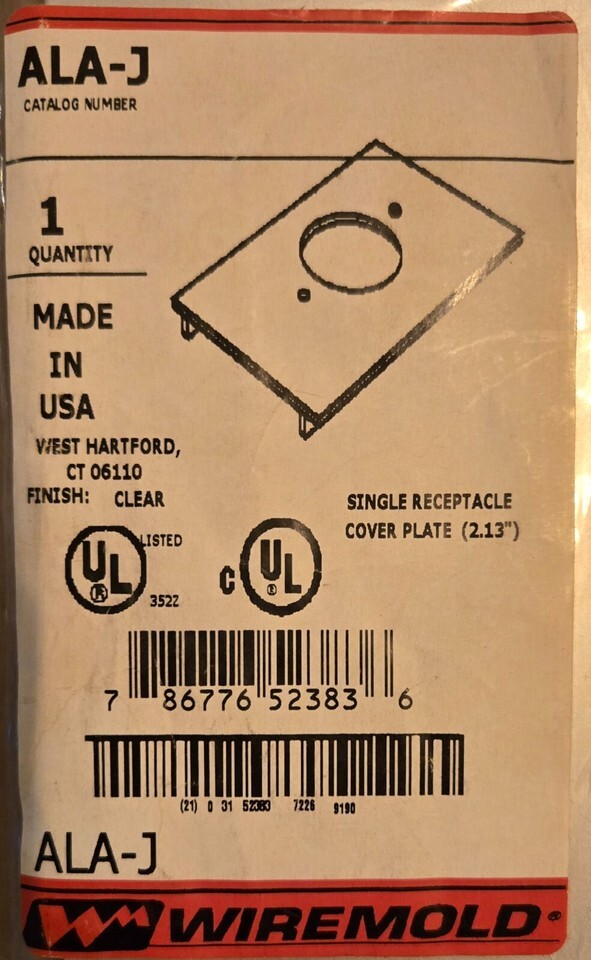 ALA-J
CATALOG NUMBER
1
QUANTITY
MADE
IN
USA
WEST HARTFORD,
CT 06110
FINISH: CLEAR
SINGLE RECEPTACLE
COVER PLATE (2.13")
UL ® LISTED
3522
C UL ®
7 86776 52383 6
(21) 0 31 52383 7226 9190
ALA-J
WM WIREMOLD®